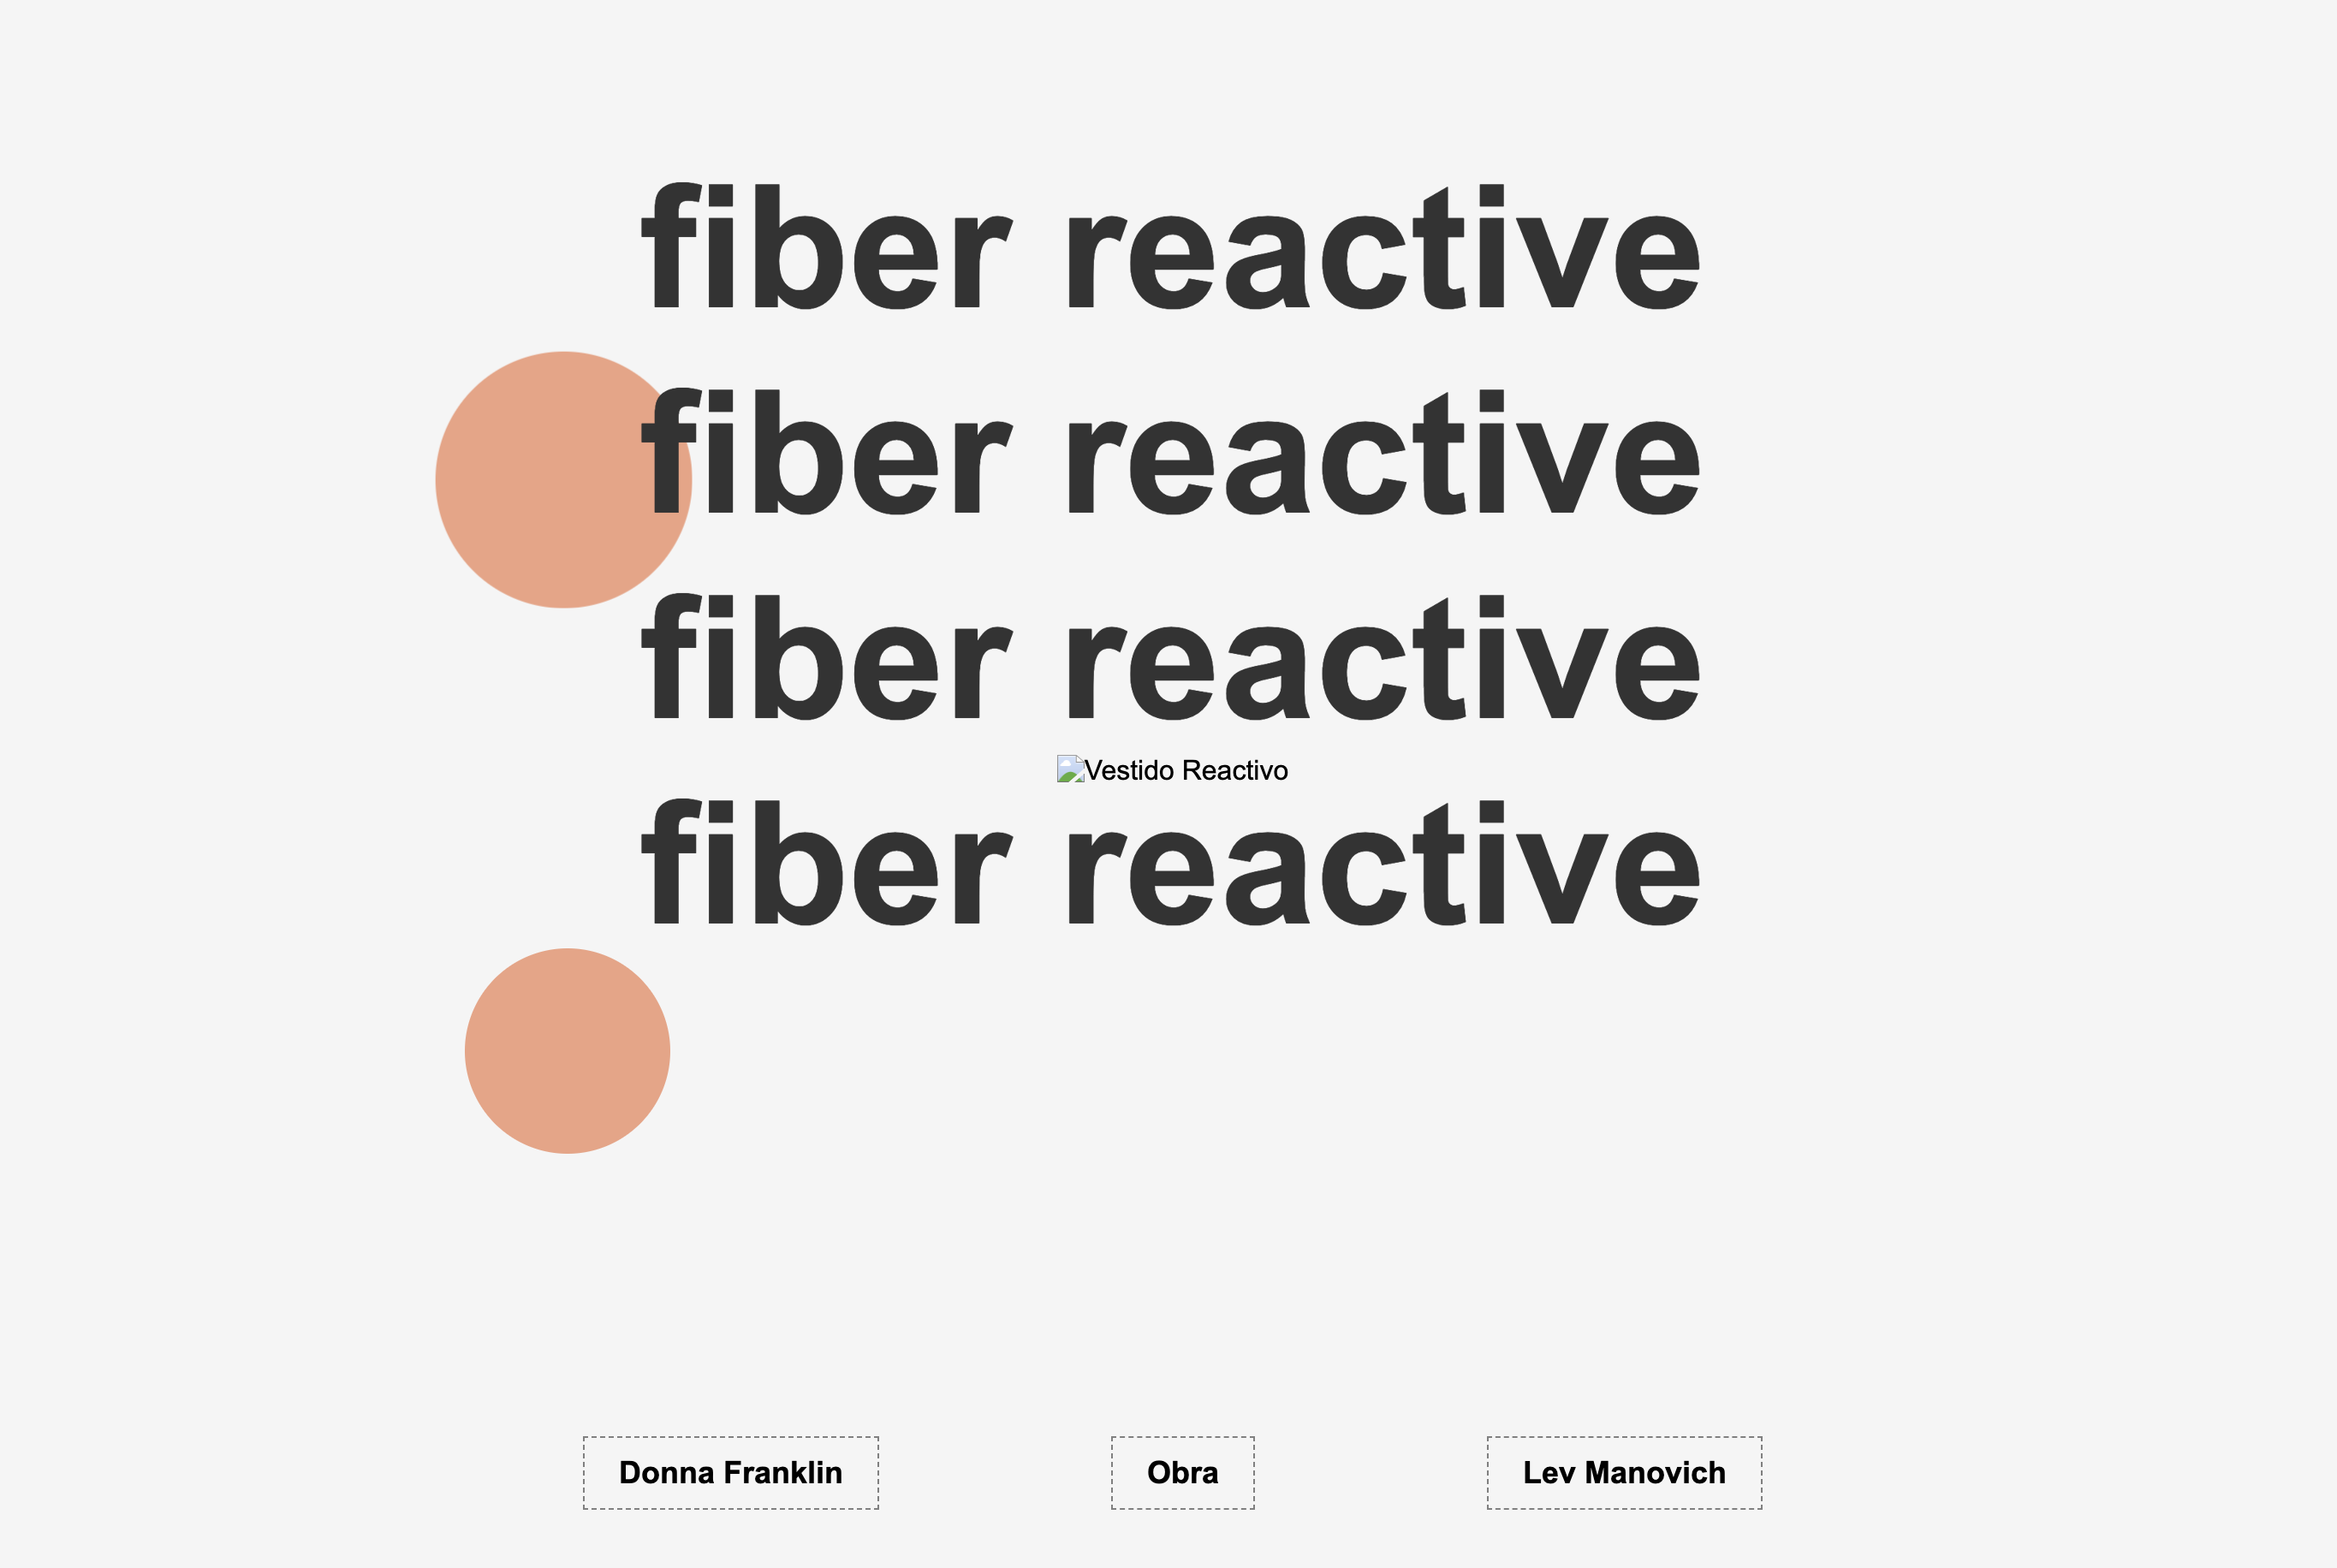 fiber reactive
fiber reactive
fiber reactive
Vestido Reactivo
fiber reactive
Donna Franklin
Obra
Lev Manovich